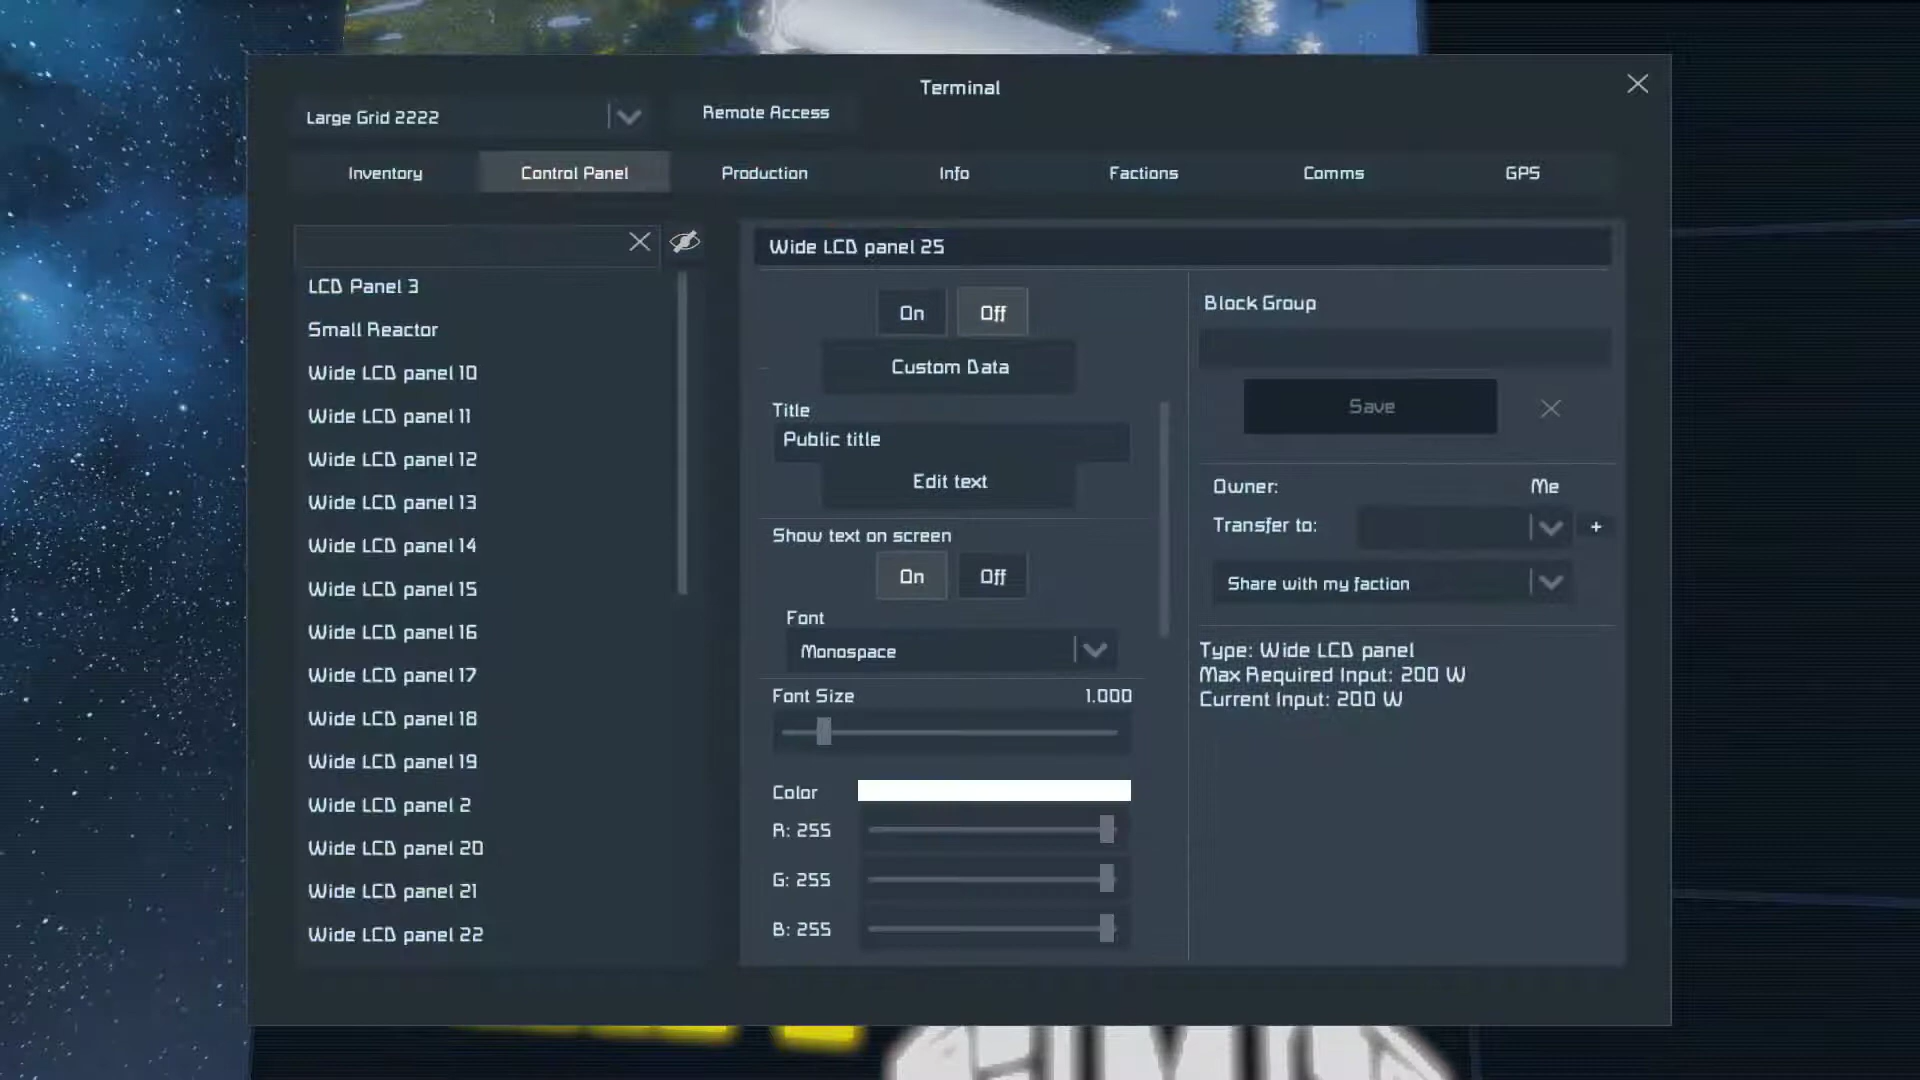 Terminal
Large Grid 2222
Remote Access
Inventory
Control Panel
Production
Info
Factions
Comms
GPS
LCD Panel 3
Small Reactor
Wide LCD panel 10
Wide LCD panel 11
Wide LCD panel 12
Wide LCD panel 13
Wide LCD panel 14
Wide LCD panel 15
Wide LCD panel 16
Wide LCD panel 17
Wide LCD panel 18
Wide LCD panel 19
Wide LCD panel 2
Wide LCD panel 20
Wide LCD panel 21
Wide LCD panel 22
Wide LCD panel 25
On
Off
Custom Data
Title
Public title
Edit text
Show text on screen
On
Off
Font
Monospace
Font Size
1.000
Color
R: 255
G: 255
B: 255
Block Group
Save
Owner:
Me
Transfer to:
+
Share with my faction
Type: Wide LCD panel
Max Required Input: 200 W
Current Input: 200 W